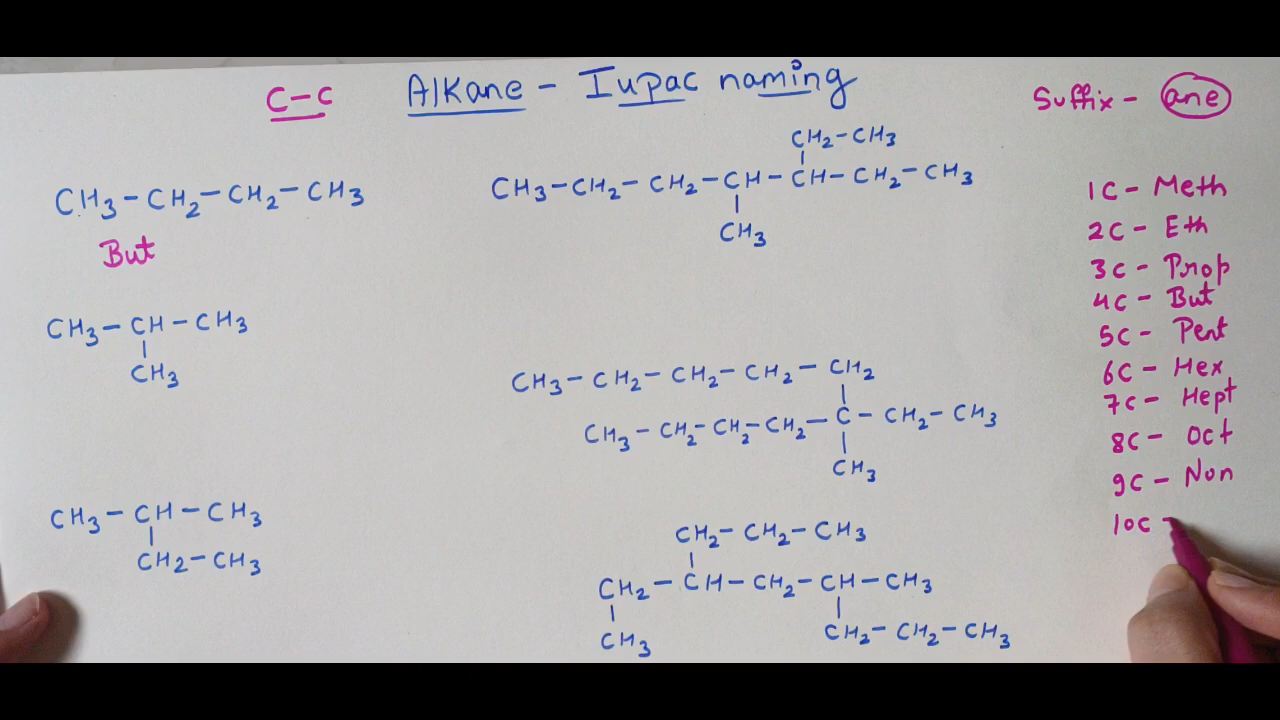 C-C Alkane - Iupac naming Suffix - ane
CH3-CH2-CH2-CH3
But
CH3-CH-CH3
|
CH3
CH3-CH-CH3
|
CH2-CH3
CH2-CH3
|
CH3-CH2-CH2-CH-CH-CH2-CH3
|
CH3
CH3-CH2-CH2-CH2-CH2
|
CH3-CH2-CH2-CH2-C-CH2-CH3
|
CH3
CH2-CH2-CH3
|
CH2-CH-CH2-CH-CH3
| |
CH3 CH2-CH2-CH3
1C - Meth
2C - Eth
3C - Prop
4C - But
5C - Pent
6C - Hex
7C - Hept
8C - Oct
9C - Non
10C -